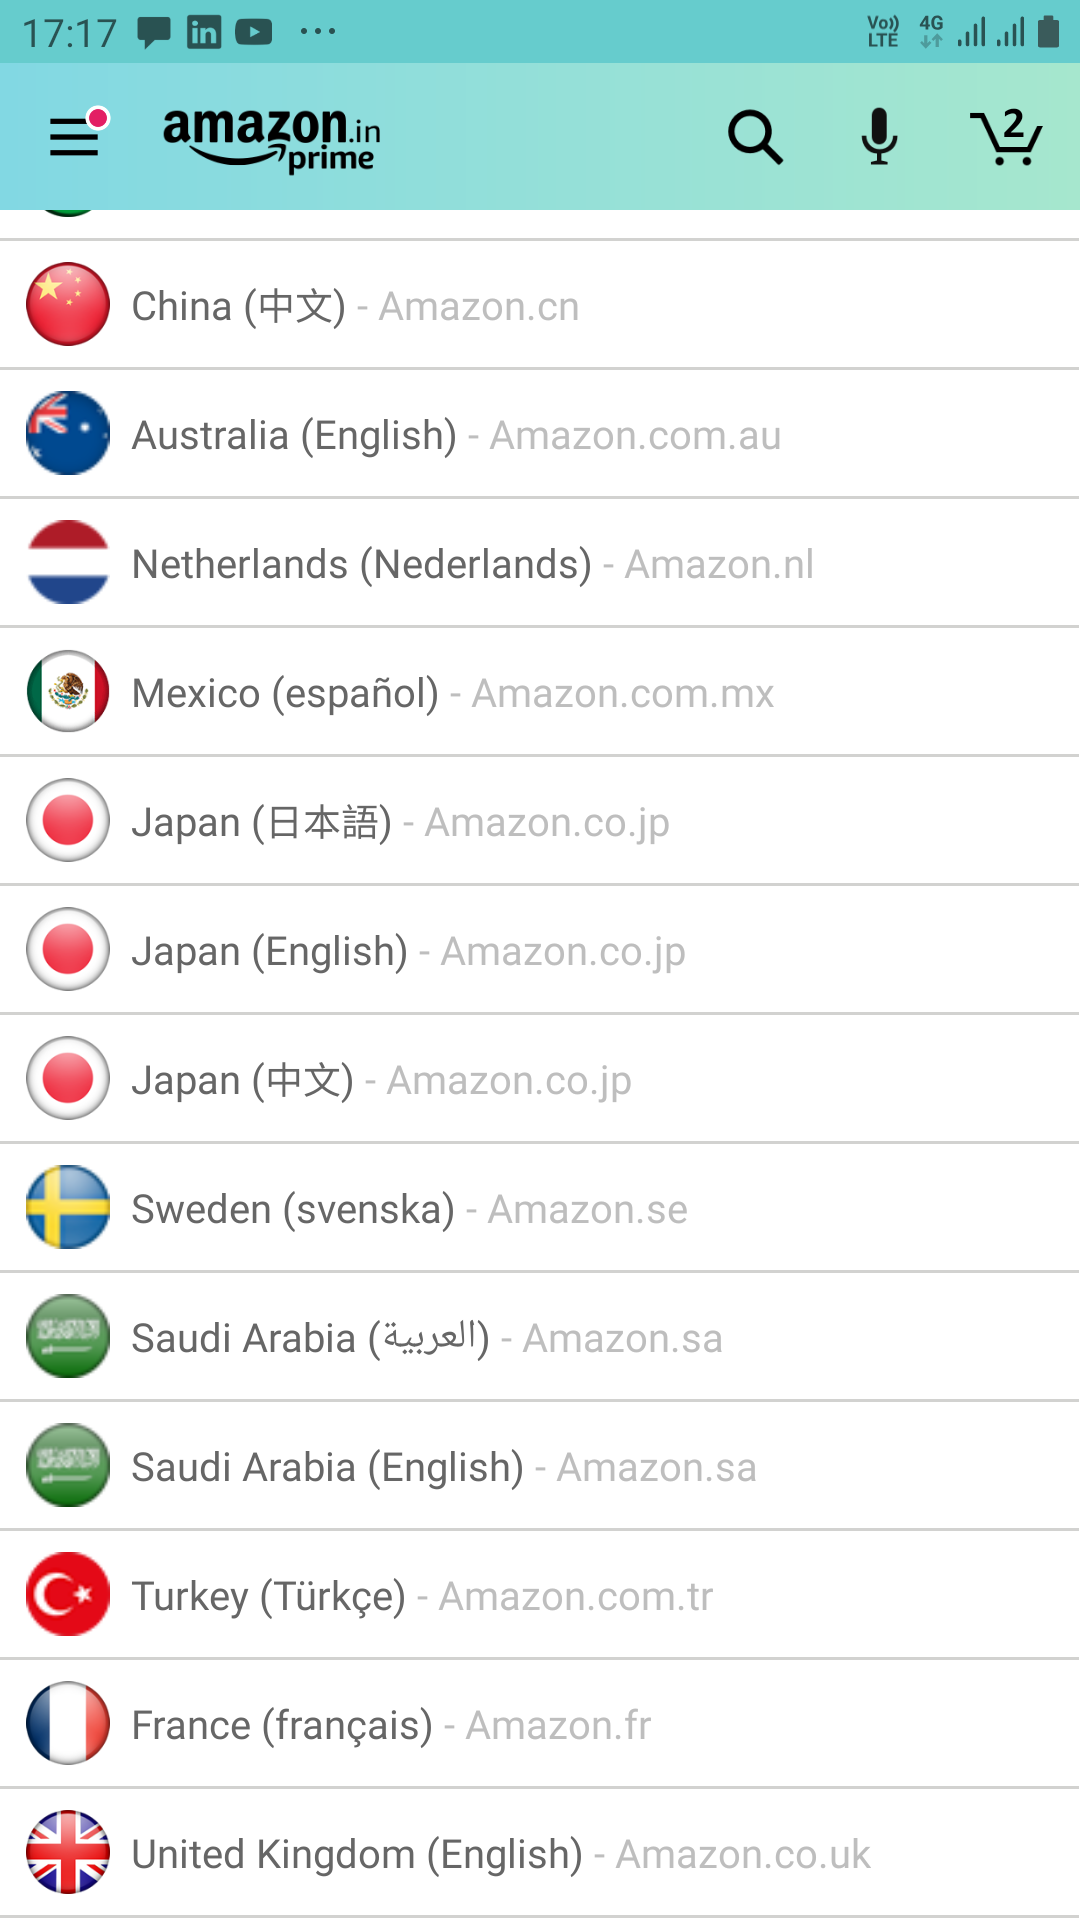 17:17
Vo)) LTE 4G
amazon.in
prime
2
China (中文) - Amazon.cn
Australia (English) - Amazon.com.au
Netherlands (Nederlands) - Amazon.nl
Mexico (español) - Amazon.com.mx
Japan (日本語) - Amazon.co.jp
Japan (English) - Amazon.co.jp
Japan (中文) - Amazon.co.jp
Sweden (svenska) - Amazon.se
Saudi Arabia (العربية) - Amazon.sa
Saudi Arabia (English) - Amazon.sa
Turkey (Türkçe) - Amazon.com.tr
France (français) - Amazon.fr
United Kingdom (English) - Amazon.co.uk